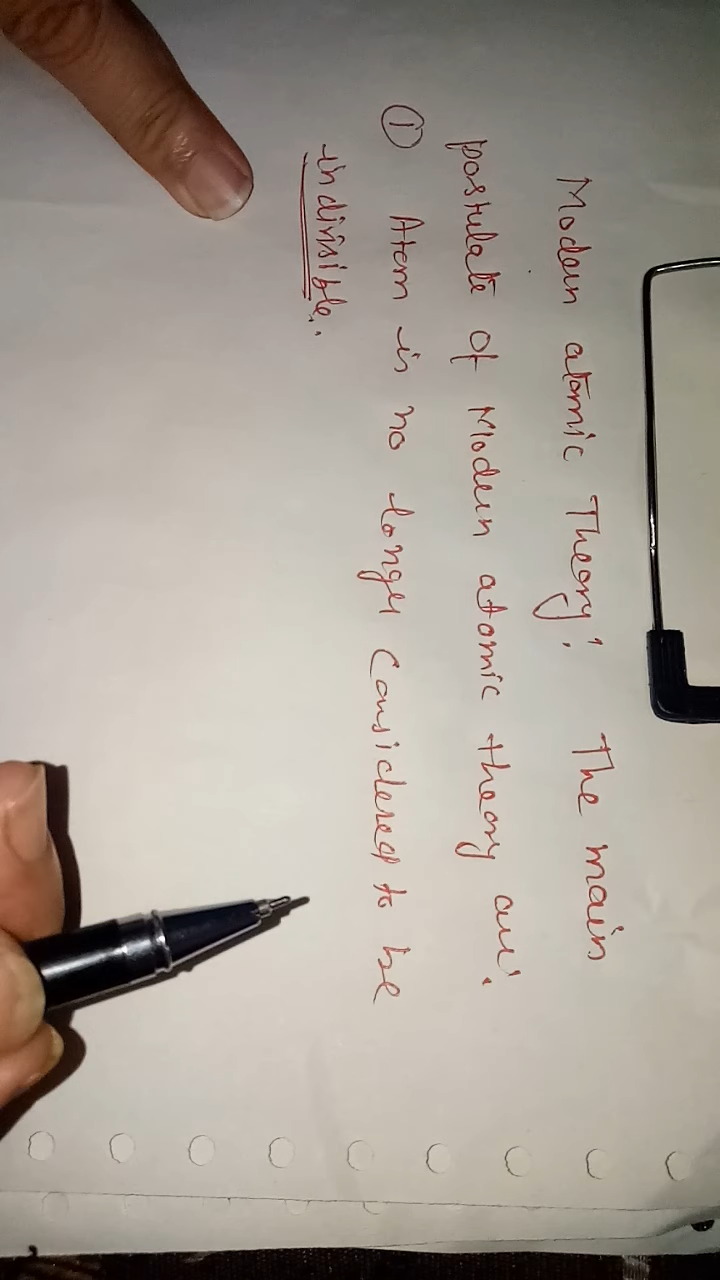 Modern atomic Theory: The main
postulate of Modern atomic theory are:
① Atom is no longer considered to be
indivisible..